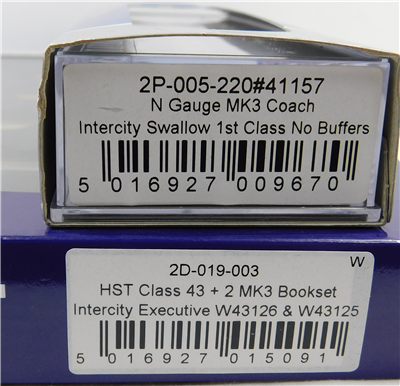 2P-005-220#41157
N Gauge MK3 Coach
Intercity Swallow 1st Class No Buffers
5 016927 009670
W
2D-019-003
HST Class 43 + 2 MK3 Bookset
Intercity Executive W43126 & W43125
5 016927 015091